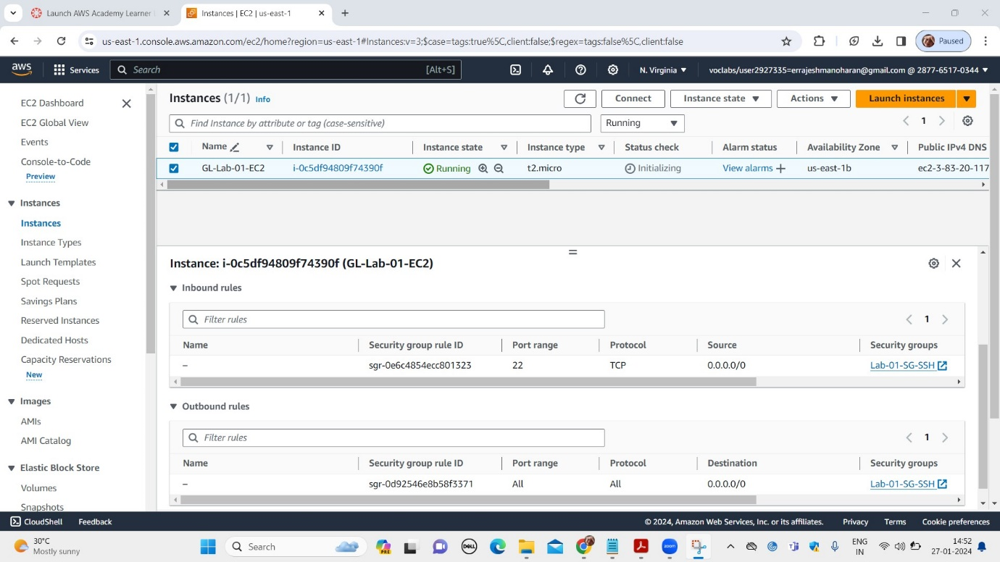 Launch AWS Academy Learner
Instances | EC2 | us-east-1
us-east-1.console.aws.amazon.com/ec2/home?region=us-east-1#Instances:v=3;$case=tags:true%5C,client:false;$regex=tags:false%5C,client:false
Paused
aws Services Search [Alt+S] N. Virginia voclabs/user2927335=errajeshmanoharan@gmail.com @ 2877-6517-0344
EC2 Dashboard
EC2 Global View
Events
Console-to-Code
Preview
Instances
Instances
Instance Types
Launch Templates
Spot Requests
Savings Plans
Reserved Instances
Dedicated Hosts
Capacity Reservations
New
Images
AMIs
AMI Catalog
Elastic Block Store
Volumes
Snapshots
Instances (1/1) Info Connect Instance state Actions Launch instances
Find Instance by attribute or tag (case-sensitive) Running 1
Name Instance ID Instance state Instance type Status check Alarm status Availability Zone Public IPv4 DNS
GL-Lab-01-EC2 i-0c5df94809f74390f Running t2.micro Initializing View alarms + us-east-1b ec2-3-83-20-117
Instance: i-0c5df94809f74390f (GL-Lab-01-EC2)
Inbound rules
Filter rules 1
Name Security group rule ID Port range Protocol Source Security groups
– sgr-0e6c4854ecc801323 22 TCP 0.0.0.0/0 Lab-01-SG-SSH
Outbound rules
Filter rules 1
Name Security group rule ID Port range Protocol Destination Security groups
– sgr-0d92546e8b58f3371 All All 0.0.0.0/0 Lab-01-SG-SSH
CloudShell Feedback © 2024, Amazon Web Services, Inc. or its affiliates. Privacy Terms Cookie preferences
30°C
Mostly sunny
Search
PRE
DELL
zoom
ENG
IN
14:52
27-01-2024